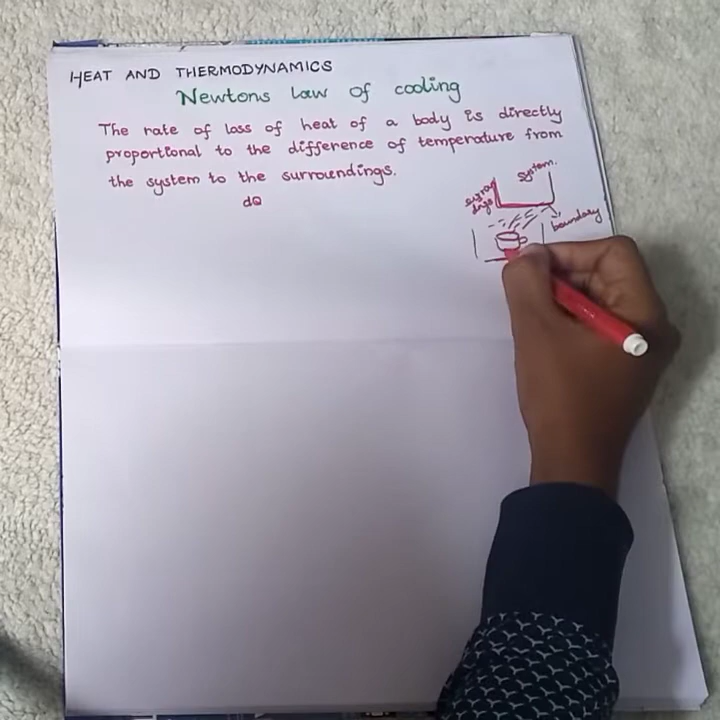 HEAT AND THERMODYNAMICS
Newtons law of cooling
The rate of loss of heat of a body is directly
proportional to the difference of temperature from
the system to the surroundings.
dQ
system.
boundary